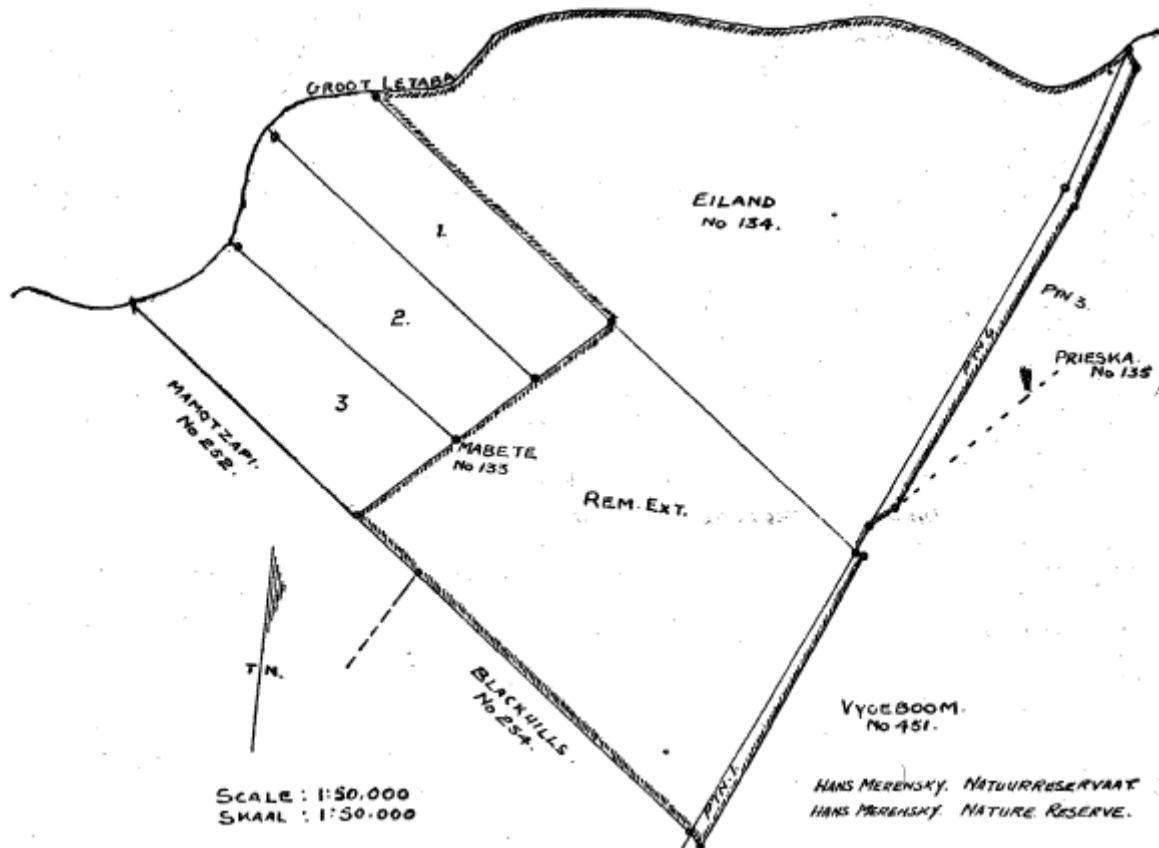 GROOT LETABA
EILAND
No 134.
1.
2.
3
PTN 3.
PTN 4
PRIESKA.
No 135
MAMOTZAPI.
No 252.
MABETE
No 133
REM. EXT.
T.N.
BLACKHILLS
No 254.
VYGEBOOM.
No 451.
PTN. 1.
SCALE : 1:50.000
SKAAL : 1:50.000
HANS MERENSKY. NATUURRESERVAAT
HANS MERENSKY. NATURE RESERVE.